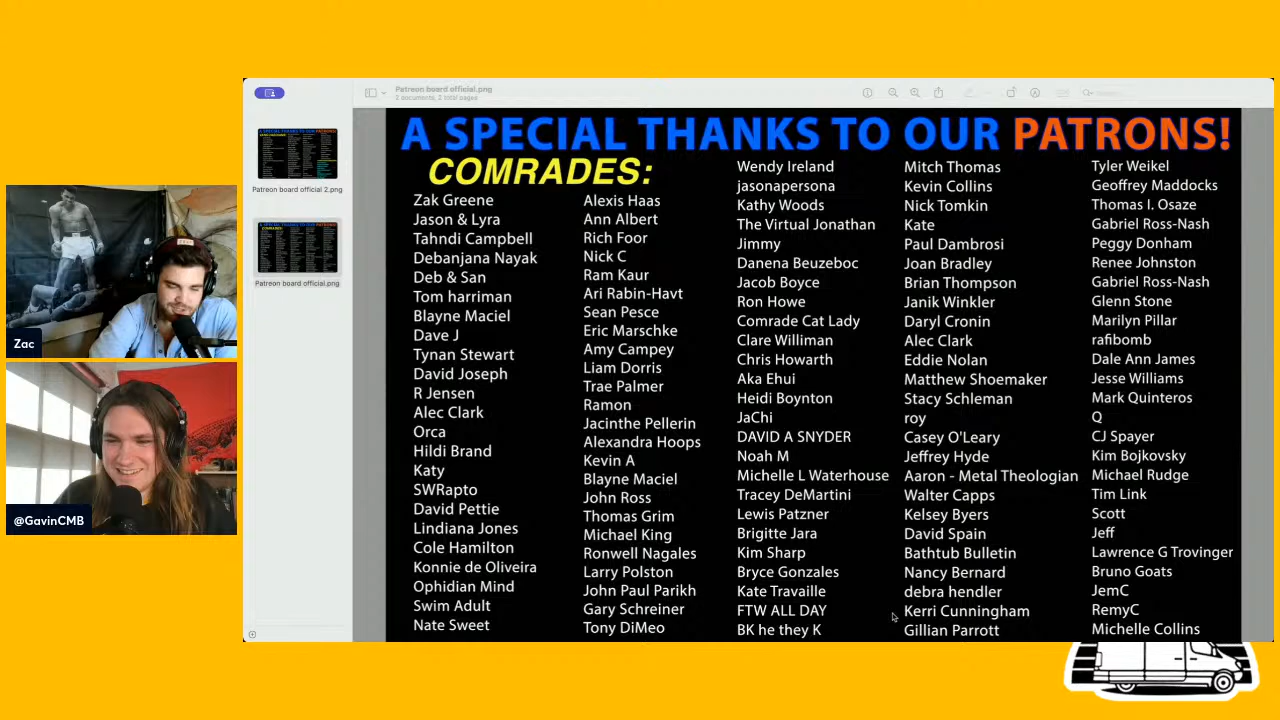 Patreon board official.png
2 documents, 2 total pages
Patreon board official 2.png
Patreon board official.png
Zac
@GavinCMB
A SPECIAL THANKS TO OUR PATRONS!
COMRADES:
Zak Greene
Jason & Lyra
Tahndi Campbell
Debanjana Nayak
Deb & San
Tom harriman
Blayne Maciel
Dave J
Tynan Stewart
David Joseph
R Jensen
Alec Clark
Orca
Hildi Brand
Katy
SWRapto
David Pettie
Lindiana Jones
Cole Hamilton
Konnie de Oliveira
Ophidian Mind
Swim Adult
Nate Sweet
Alexis Haas
Ann Albert
Rich Foor
Nick C
Ram Kaur
Ari Rabin-Havt
Sean Pesce
Eric Marschke
Amy Campey
Liam Dorris
Trae Palmer
Ramon
Jacinthe Pellerin
Alexandra Hoops
Kevin A
Blayne Maciel
John Ross
Thomas Grim
Michael King
Ronwell Nagales
Larry Polston
John Paul Parikh
Gary Schreiner
Tony DiMeo
Wendy Ireland
jasonapersona
Kathy Woods
The Virtual Jonathan
Jimmy
Danena Beuzeboc
Jacob Boyce
Ron Howe
Comrade Cat Lady
Clare Williman
Chris Howarth
Aka Ehui
Heidi Boynton
JaChi
DAVID A SNYDER
Noah M
Michelle L Waterhouse
Tracey DeMartini
Lewis Patzner
Brigitte Jara
Kim Sharp
Bryce Gonzales
Kate Travaille
FTW ALL DAY
BK he they K
Mitch Thomas
Kevin Collins
Nick Tomkin
Kate
Paul Dambrosi
Joan Bradley
Brian Thompson
Janik Winkler
Daryl Cronin
Alec Clark
Eddie Nolan
Matthew Shoemaker
Stacy Schleman
roy
Casey O'Leary
Jeffrey Hyde
Aaron - Metal Theologian
Walter Capps
Kelsey Byers
David Spain
Bathtub Bulletin
Nancy Bernard
debra hendler
Kerri Cunningham
Gillian Parrott
Tyler Weikel
Geoffrey Maddocks
Thomas I. Osaze
Gabriel Ross-Nash
Peggy Donham
Renee Johnston
Gabriel Ross-Nash
Glenn Stone
Marilyn Pillar
rafibomb
Dale Ann James
Jesse Williams
Mark Quinteros
Q
CJ Spayer
Kim Bojkovsky
Michael Rudge
Tim Link
Scott
Jeff
Lawrence G Trovinger
Bruno Goats
JemC
RemyC
Michelle Collins